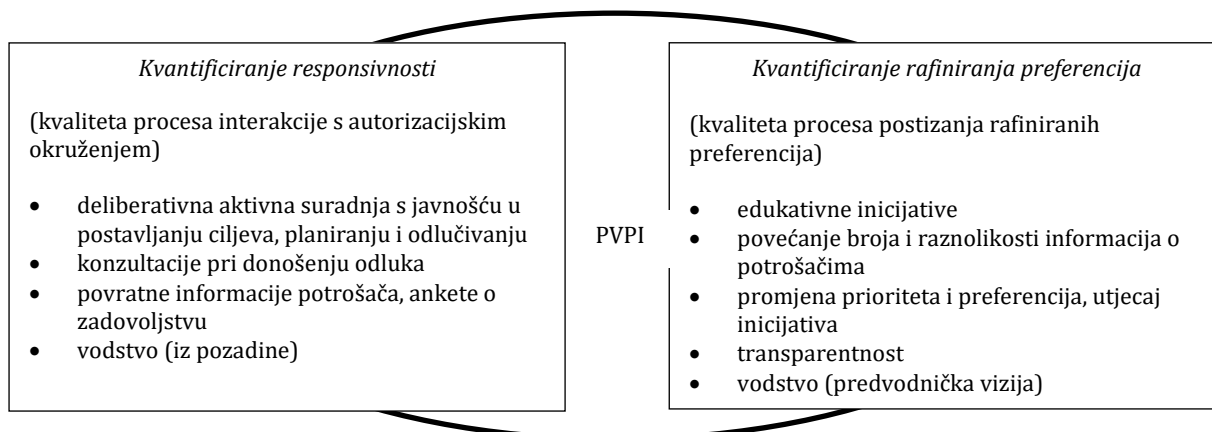 Kvantificiranje responsivnosti
(kvaliteta procesa interakcije s autorizacijskim
okruženjem)
• deliberativna aktivna suradnja s javnošću u
postavljanju ciljeva, planiranju i odlučivanju
• konzultacije pri donošenju odluka
• povratne informacije potrošača, ankete o
zadovoljstvu
• vodstvo (iz pozadine)
PVPI
Kvantificiranje rafiniranja preferencija
(kvaliteta procesa postizanja rafiniranih
preferencija)
• edukativne inicijative
• povećanje broja i raznolikosti informacija o
potrošačima
• promjena prioriteta i preferencija, utjecaj
inicijativa
• transparentnost
• vodstvo (predvodnička vizija)